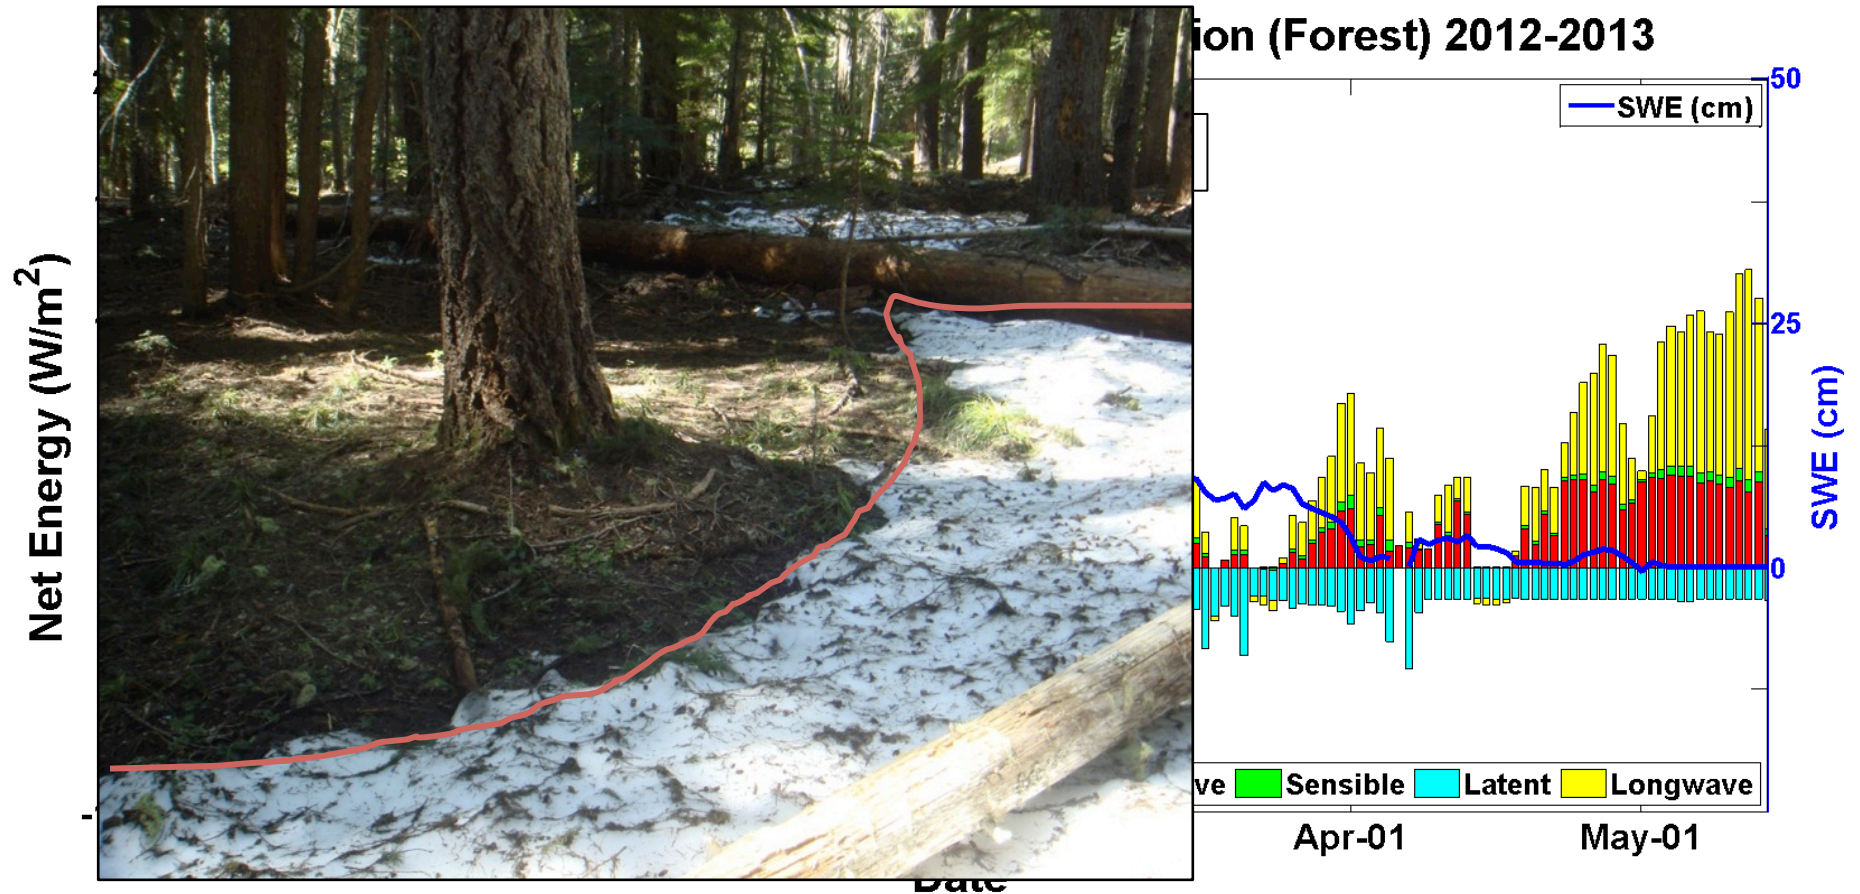 ion (Forest) 2012-2013
50
SWE (cm)
Net Energy (W/m²)
25
SWE (cm)
0
ve Sensible Latent Longwave
-
Apr-01 May-01
Date